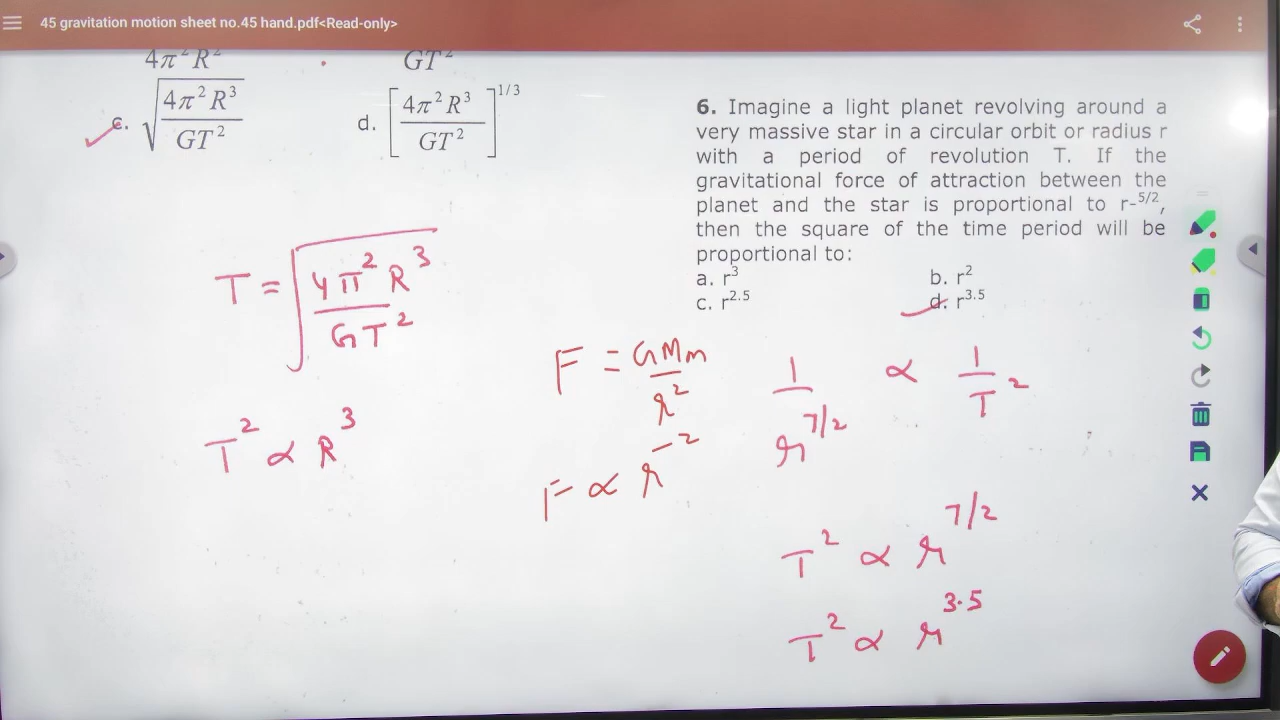 45 gravitation motion sheet no.45 hand.pdf<Read-only>
4π²R² GT²
c. √(4π²R³/GT²) d. [4π²R³/GT²]^1/3
6. Imagine a light planet revolving around a
very massive star in a circular orbit or radius r
with a period of revolution T. If the
gravitational force of attraction between the
planet and the star is proportional to r-^5/2,
then the square of the time period will be
proportional to:
a. r³ b. r²
c. r^2.5 d. r^3.5
T = √(4π²R³/GT²)
T² ∝ R³
F = GMm/r²
F ∝ r^-2
1/r^7/2 ∝ 1/T²
T² ∝ r^7/2
T² ∝ r^3.5